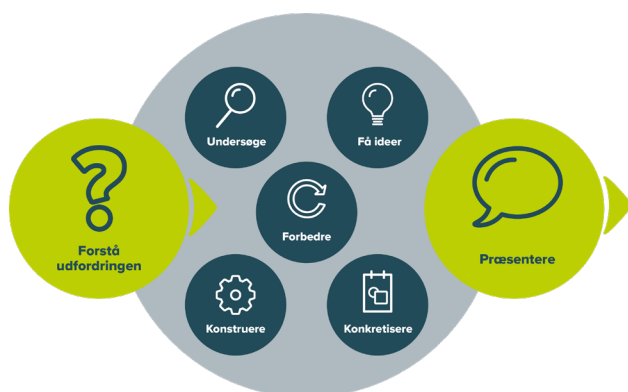 Undersøge
Få ideer
Forstå
udfordringen
Forbedre
Præsentere
Konstruere
Konkretisere